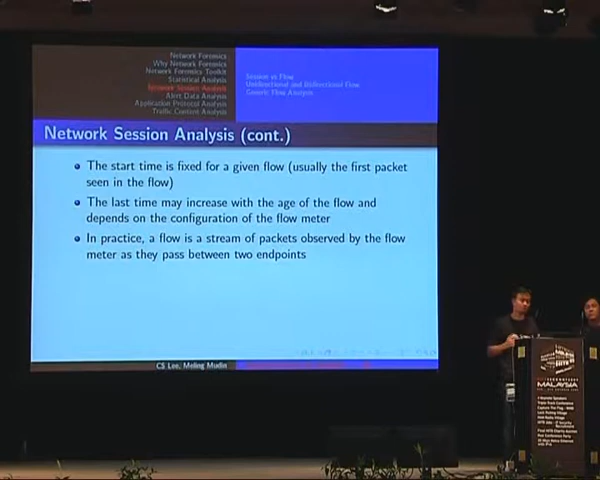 Network Forensics
Why Network Forensics
Network Forensics Toolkit
Statistical Analysis
Network Session Analysis
Alert Data Analysis
Application Protocol Analysis
Traffic Content Analysis
Session vs Flow
Unidirectional and Bidirectional Flow
Generic Flow Analysis
Network Session Analysis (cont.)
The start time is fixed for a given flow (usually the first packet
seen in the flow)
The last time may increase with the age of the flow and
depends on the configuration of the flow meter
In practice, a flow is a stream of packets observed by the flow
meter as they pass between two endpoints
CS Lee, Meling Mudin
MALAYSIA